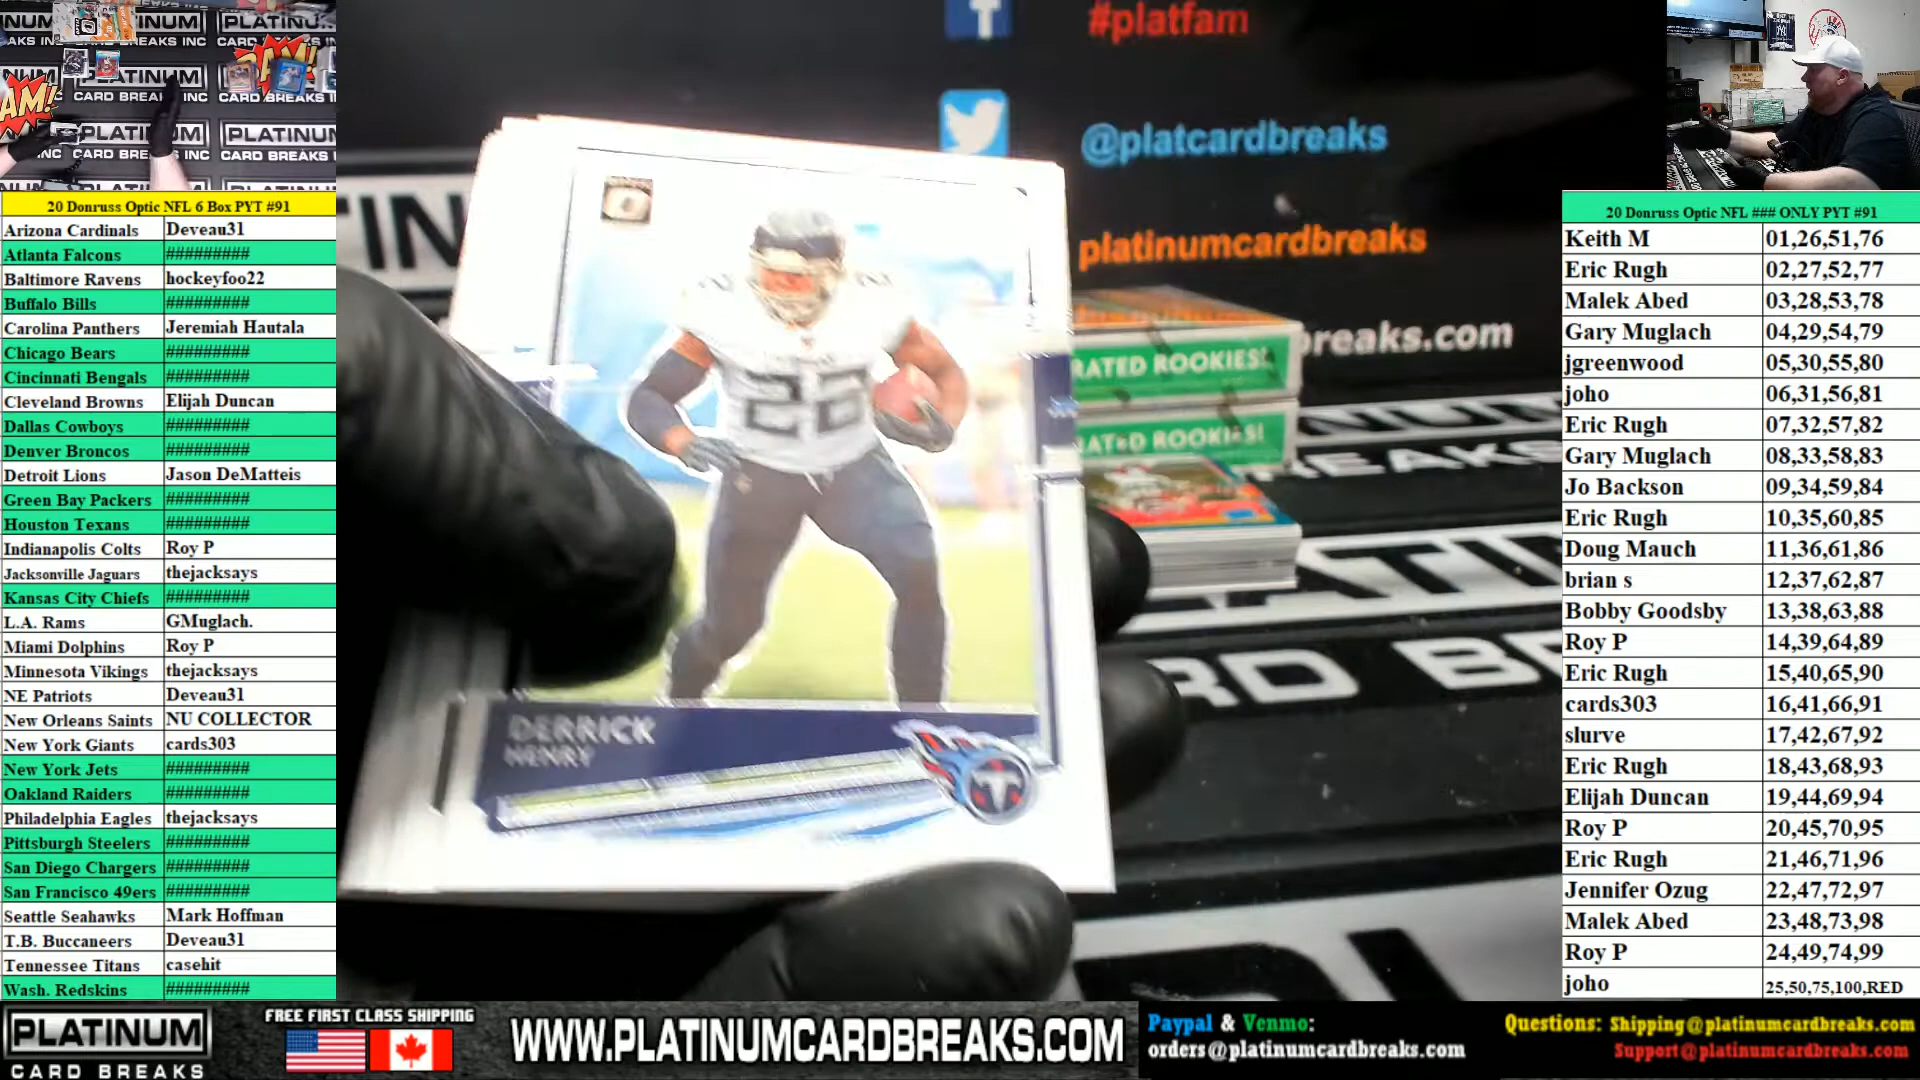 20 Donruss Optic NFL 6 Box PYT #91
Arizona Cardinals Deveau31
Atlanta Falcons #########
Baltimore Ravens hockeyfoo22
Buffalo Bills #########
Carolina Panthers Jeremiah Hautala
Chicago Bears #########
Cincinnati Bengals #########
Cleveland Browns Elijah Duncan
Dallas Cowboys #########
Denver Broncos #########
Detroit Lions Jason DeMatteis
Green Bay Packers #########
Houston Texans #########
Indianapolis Colts Roy P
Jacksonville Jaguars thejacksays
Kansas City Chiefs #########
L.A. Rams GMuglach.
Miami Dolphins Roy P
Minnesota Vikings thejacksays
NE Patriots Deveau31
New Orleans Saints NU COLLECTOR
New York Giants cards303
New York Jets #########
Oakland Raiders #########
Philadelphia Eagles thejacksays
Pittsburgh Steelers #########
San Diego Chargers #########
San Francisco 49ers #########
Seattle Seahawks Mark Hoffman
T.B. Buccaneers Deveau31
Tennessee Titans casehit
Wash. Redskins #########
#platfam
@platcardbreaks
platinumcardbreaks
breaks.com
RATED ROOKIES!
RATED ROOKIES!
22
DERRICK
HENRY
T
20 Donruss Optic NFL ### ONLY PYT #91
Keith M 01,26,51,76
Eric Rugh 02,27,52,77
Malek Abed 03,28,53,78
Gary Muglach 04,29,54,79
jgreenwood 05,30,55,80
joho 06,31,56,81
Eric Rugh 07,32,57,82
Gary Muglach 08,33,58,83
Jo Backson 09,34,59,84
Eric Rugh 10,35,60,85
Doug Mauch 11,36,61,86
brian s 12,37,62,87
Bobby Goodsby 13,38,63,88
Roy P 14,39,64,89
Eric Rugh 15,40,65,90
cards303 16,41,66,91
slurve 17,42,67,92
Eric Rugh 18,43,68,93
Elijah Duncan 19,44,69,94
Roy P 20,45,70,95
Eric Rugh 21,46,71,96
Jennifer Ozug 22,47,72,97
Malek Abed 23,48,73,98
Roy P 24,49,74,99
joho 25,50,75,100,RED
PLATINUM
CARD BREAKS
FREE FIRST CLASS SHIPPING
WWW.PLATINUMCARDBREAKS.COM
Paypal & Venmo:
orders@platinumcardbreaks.com
Questions: Shipping@platinumcardbreaks.com
Support@platinumcardbreaks.com